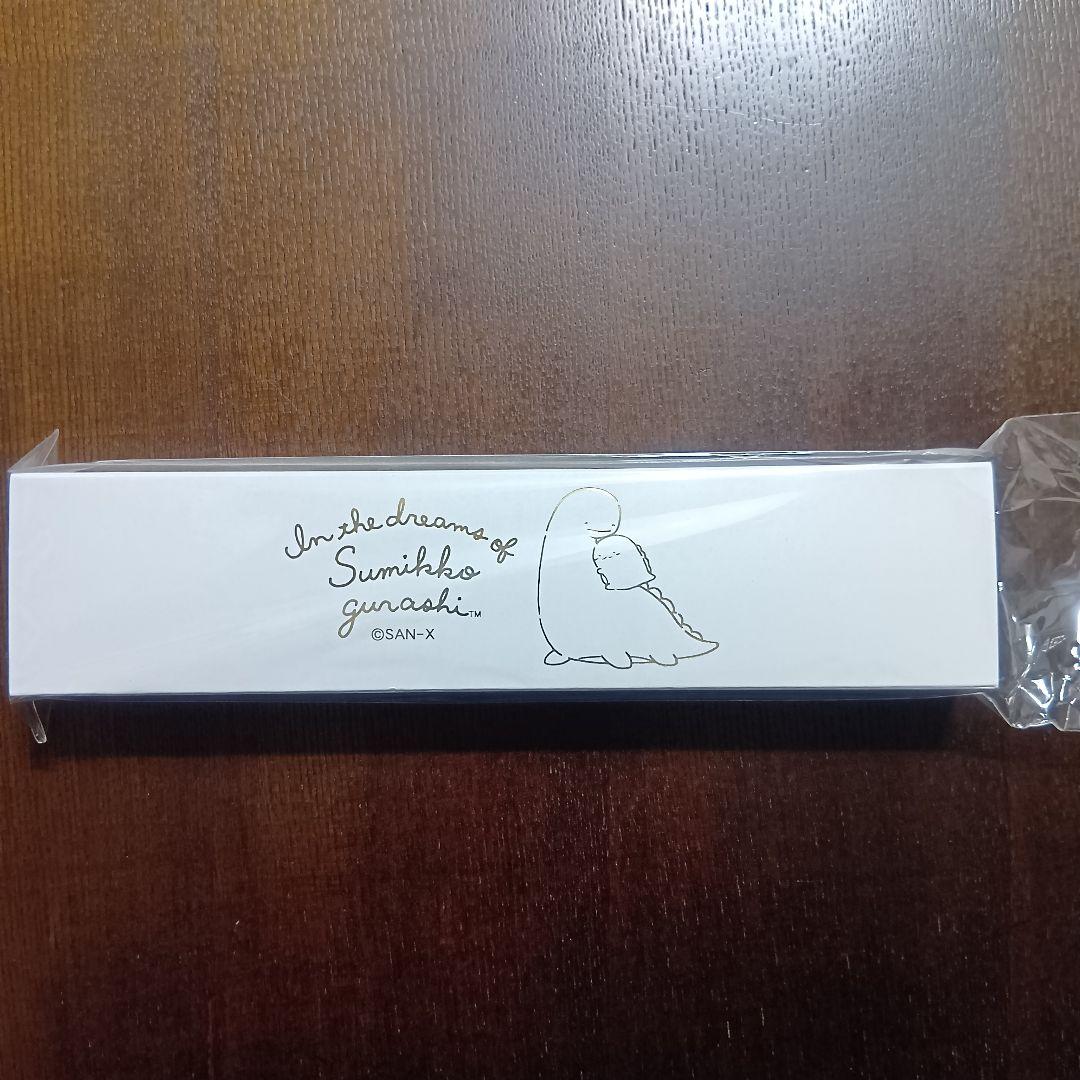 In the dreams of
Sumikko
gurashi™
©SAN-X